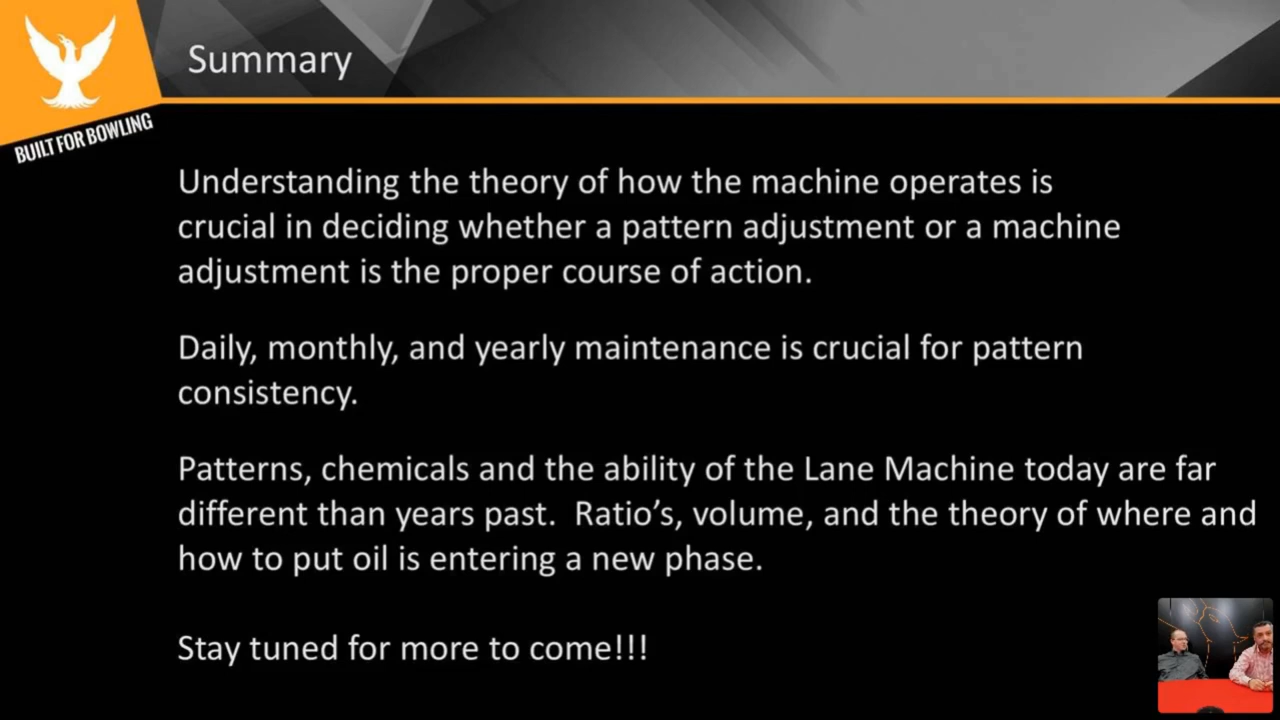 Summary
BUILT FOR BOWLING
Understanding the theory of how the machine operates is
crucial in deciding whether a pattern adjustment or a machine
adjustment is the proper course of action.
Daily, monthly, and yearly maintenance is crucial for pattern
consistency.
Patterns, chemicals and the ability of the Lane Machine today are far
different than years past.  Ratio’s, volume, and the theory of where and
how to put oil is entering a new phase.
Stay tuned for more to come!!!